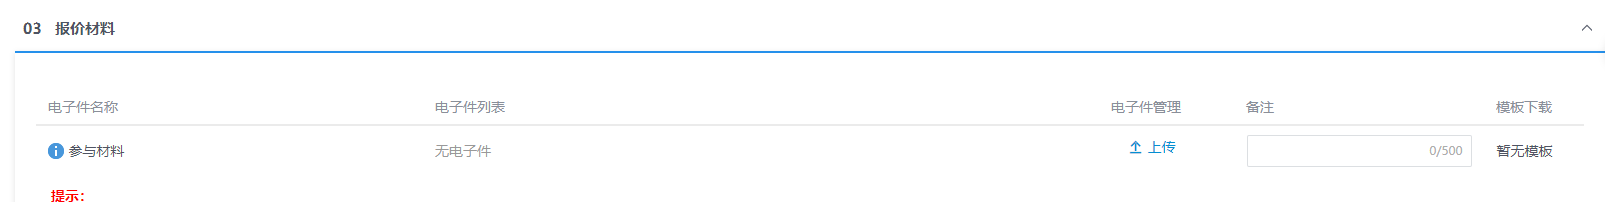 03 报价材料
电子件名称 电子件列表 电子件管理 备注 模板下载
参与材料 无电子件 上传 0/500 暂无模板
提示：